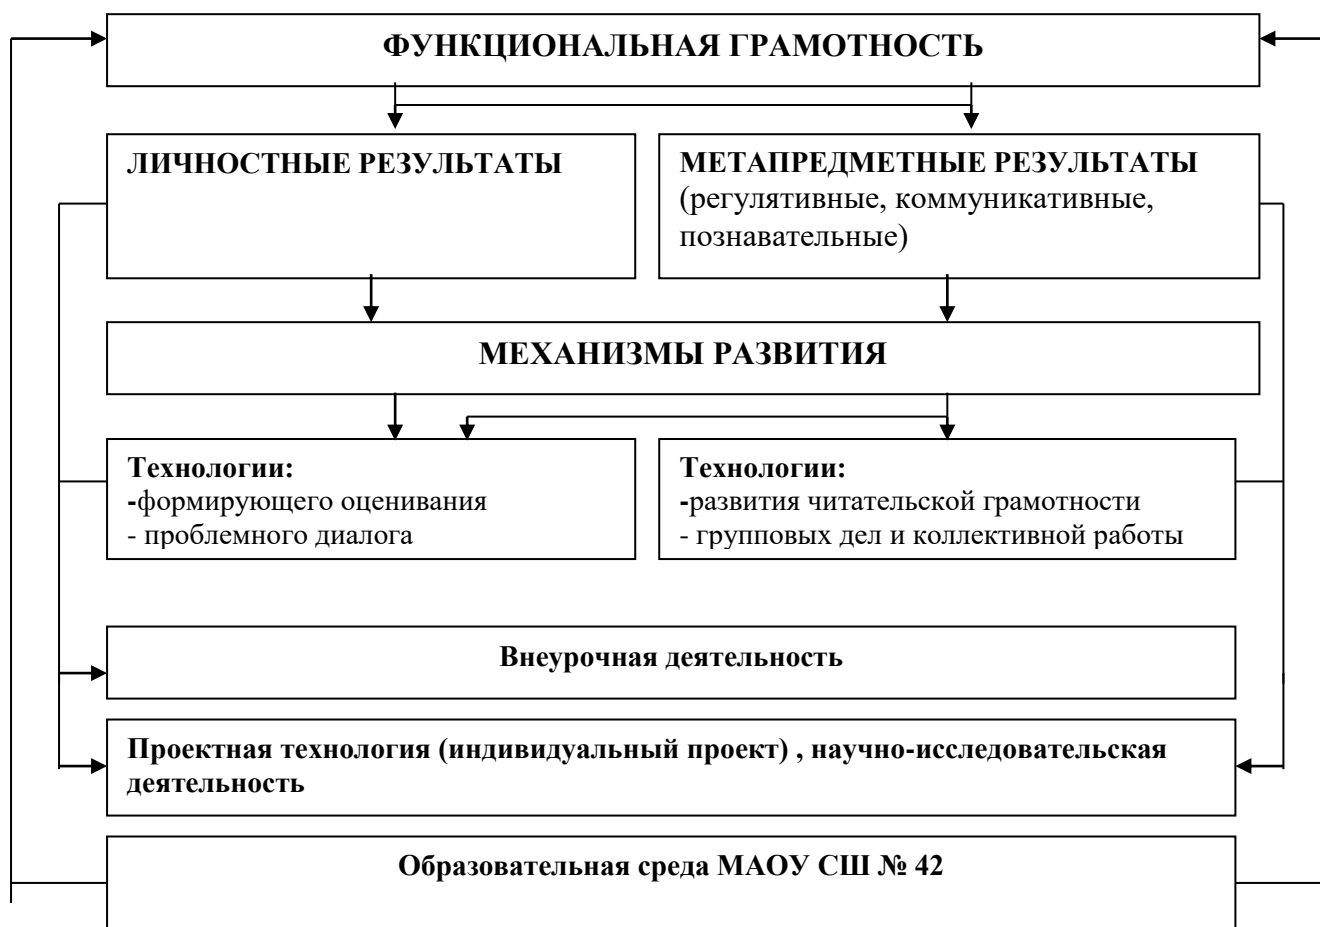 ФУНКЦИОНАЛЬНАЯ ГРАМОТНОСТЬ
ЛИЧНОСТНЫЕ РЕЗУЛЬТАТЫ
МЕТАПРЕДМЕТНЫЕ РЕЗУЛЬТАТЫ
(регулятивные, коммуникативные,
познавательные)
МЕХАНИЗМЫ РАЗВИТИЯ
Технологии:
-формирующего оценивания
- проблемного диалога
Технологии:
-развития читательской грамотности
- групповых дел и коллективной работы
Внеурочная деятельность
Проектная технология (индивидуальный проект) , научно-исследовательская
деятельность
Образовательная среда МАОУ СШ № 42